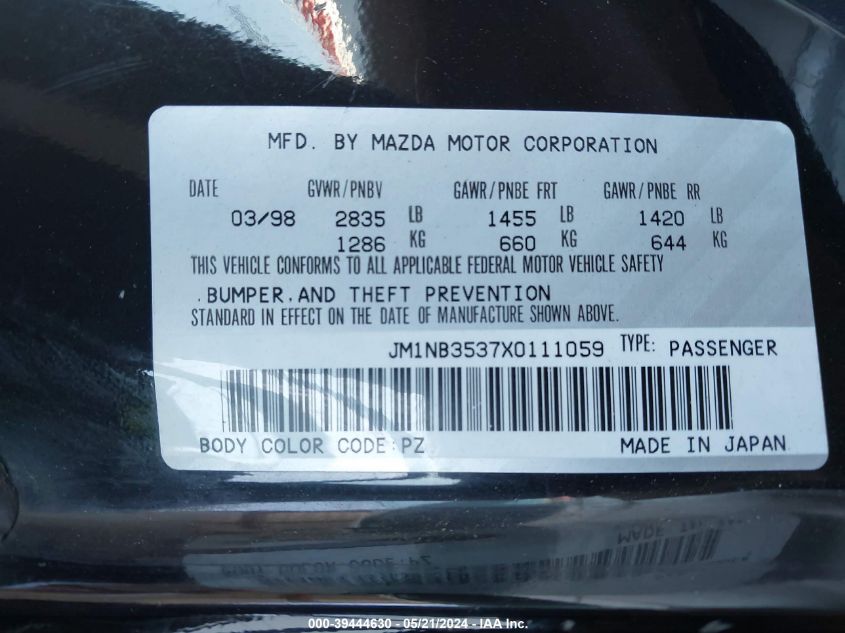 MFD. BY MAZDA MOTOR CORPORATION
DATE GVWR/PNBV GAWR/PNBE FRT GAWR/PNBE RR
03/98 2835 LB 1455 LB 1420 LB
1286 KG 660 KG 644 KG
THIS VEHICLE CONFORMS TO ALL APPLICABLE FEDERAL MOTOR VEHICLE SAFETY
.BUMPER.AND THEFT PREVENTION
STANDARD IN EFFECT ON THE DATE OF MANUFACTURE SHOWN ABOVE.
JM1NB3537X0111059 TYPE: PASSENGER
BODY COLOR CODE:PZ MADE IN JAPAN
000-39444630 - 05/21/2024 - IAA Inc.